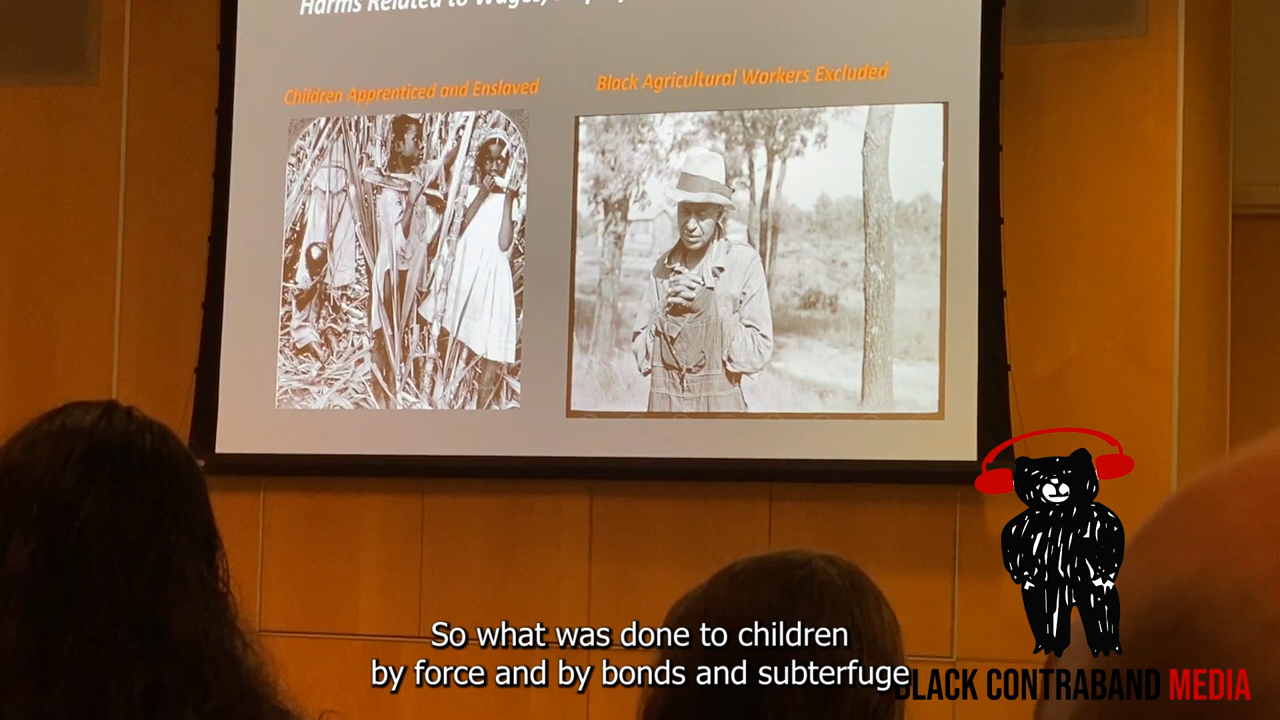 Harms Related to Wages,
Children Apprenticed and Enslaved
Black Agricultural Workers Excluded
So what was done to children
by force and by bonds and subterfuge
BLACK CONTRABAND MEDIA